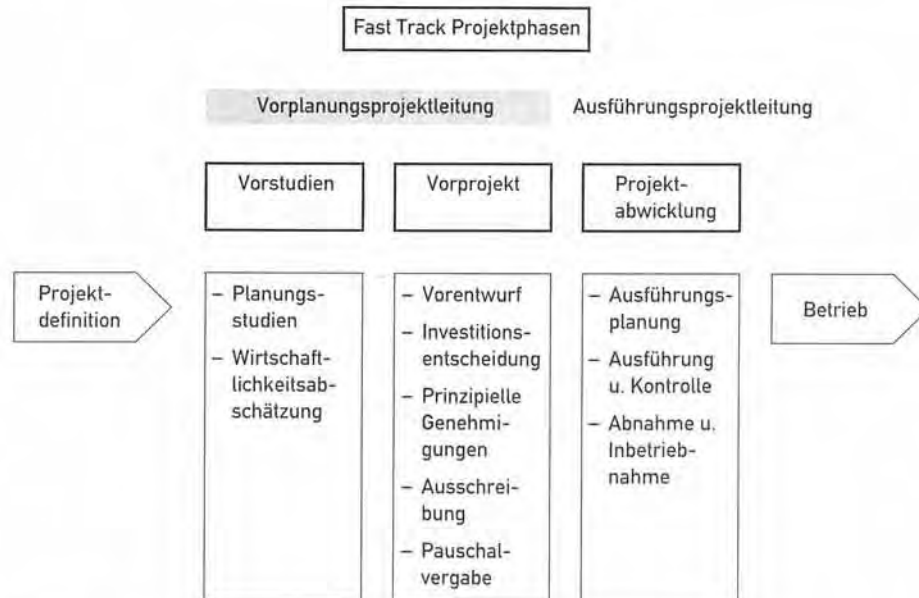 Fast Track Projektphasen
Vorplanungsprojektleitung
Ausführungsprojektleitung
Vorstudien
Vorprojekt
Projekt-
abwicklung
Projekt-
definition
– Planungs-
studien
– Wirtschaft-
lichkeitsab-
schätzung
– Vorentwurf
– Investitions-
entscheidung
– Prinzipielle
Genehmi-
gungen
– Ausschrei-
bung
– Pauschal-
vergabe
– Ausführungs-
planung
– Ausführung
u. Kontrolle
– Abnahme u.
Inbetrieb-
nahme
Betrieb